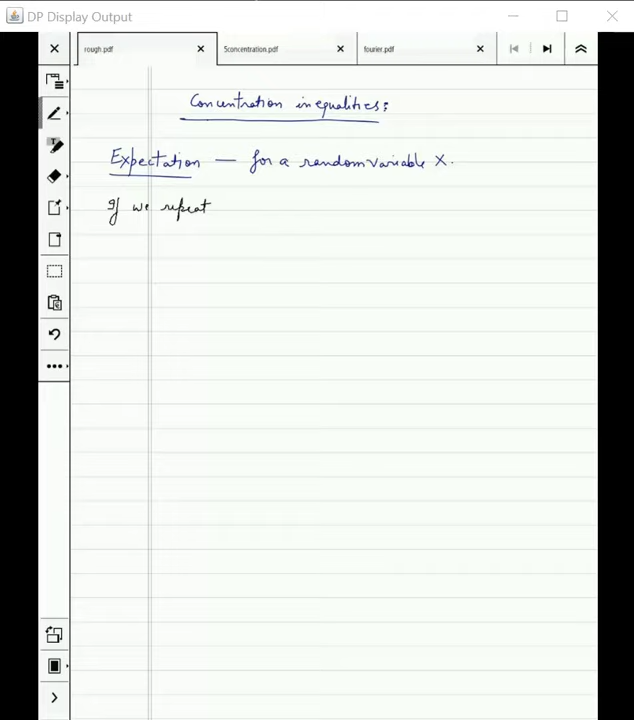 DP Display Output
rough.pdf
5concentration.pdf
fourier.pdf
Concentration inequalities:
Expectation — for a random variable X.
If we repeat